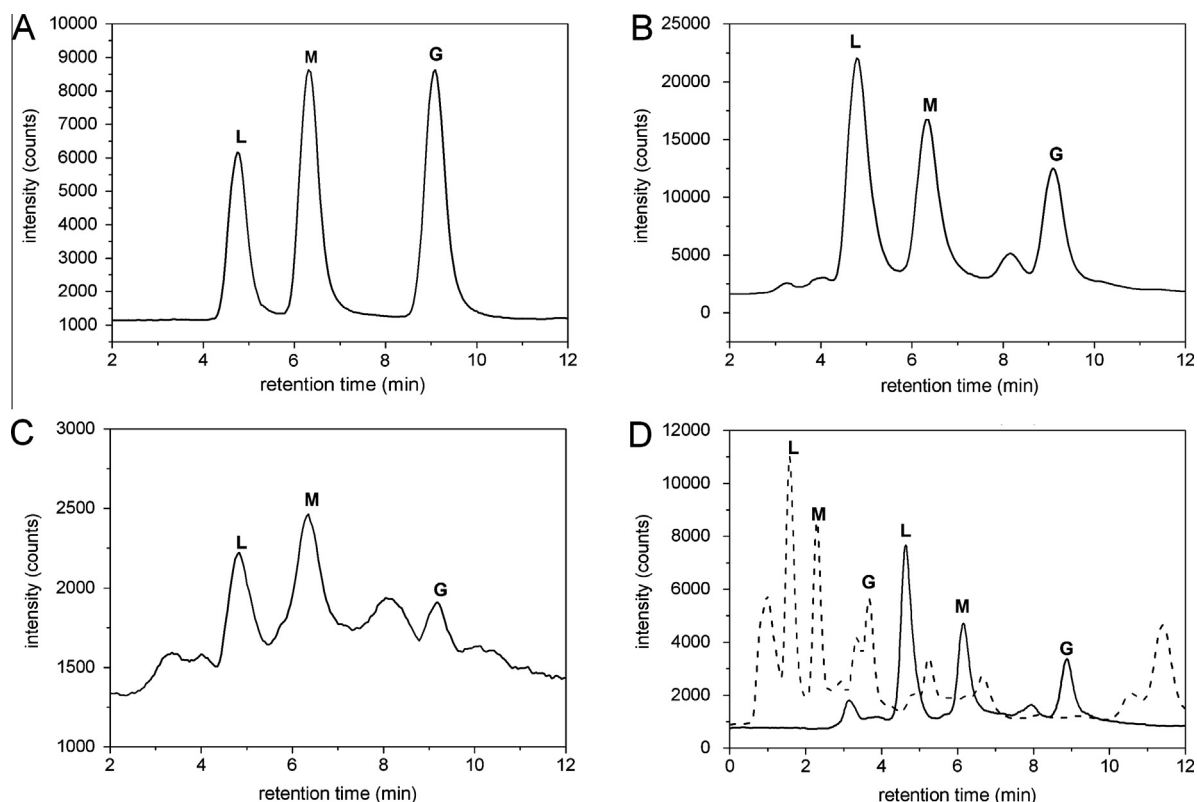 A
10000
9000
8000
7000
6000
5000
4000
3000
2000
1000
intensity (counts)
L
M
G
2 4 6 8 10 12
retention time (min)
B
25000
20000
15000
10000
5000
0
intensity (counts)
L
M
G
2 4 6 8 10 12
retention time (min)
C
3000
2500
2000
1500
1000
intensity (counts)
L
M
G
2 4 6 8 10 12
retention time (min)
D
12000
10000
8000
6000
4000
2000
0
intensity (counts)
L
M
G
L
M
G
0 2 4 6 8 10 12
retention time (min)